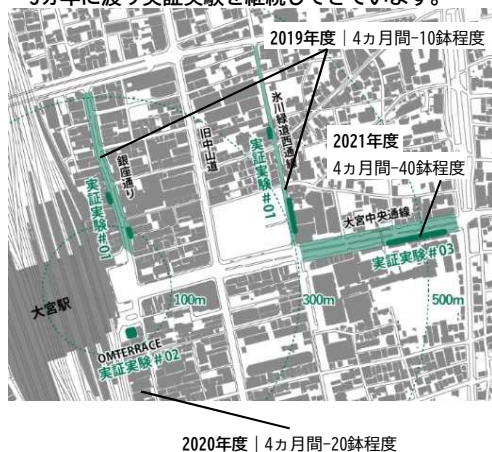 3カ年に渡り実証実験を継続してきています。
2019年度｜4ヵ月間-10鉢程度
2021年度
4ヵ月間-40鉢程度
氷川緑道西通線
旧中山道
銀座通り
実証実験#01
実証実験#01
大宮中央通線
実証実験#03
大宮駅
100m
300m
500m
OMTERRACE
実証実験#02
2020年度｜4ヵ月間-20鉢程度